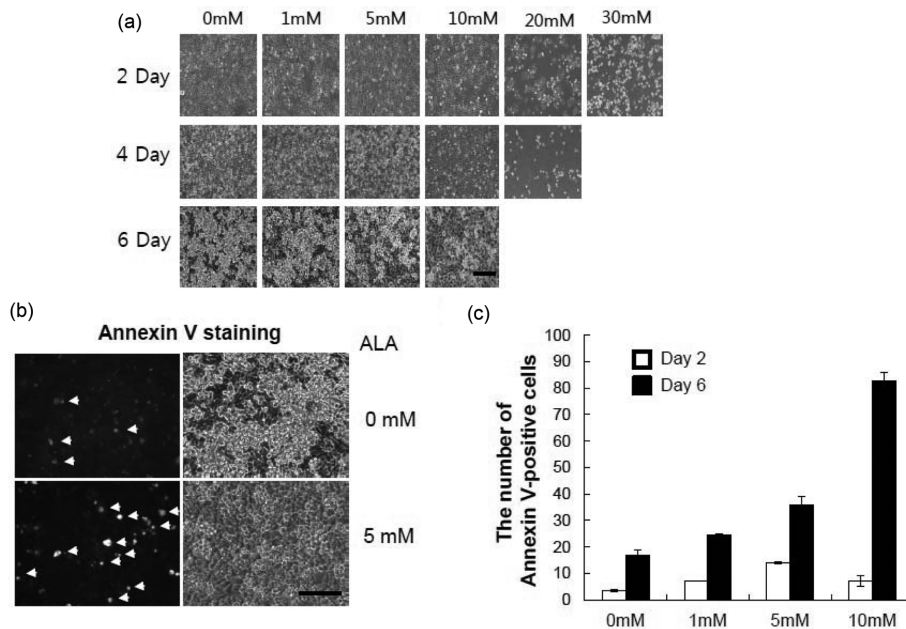 (a)
0mM 1mM 5mM 10mM 20mM 30mM
2 Day
4 Day
6 Day
(b)
Annexin V staining
ALA
0 mM
5 mM
(c)
The number of
Annexin V-positive cells
100
90
80
70
60
50
40
30
20
10
0
Day 2
Day 6
0mM 1mM 5mM 10mM